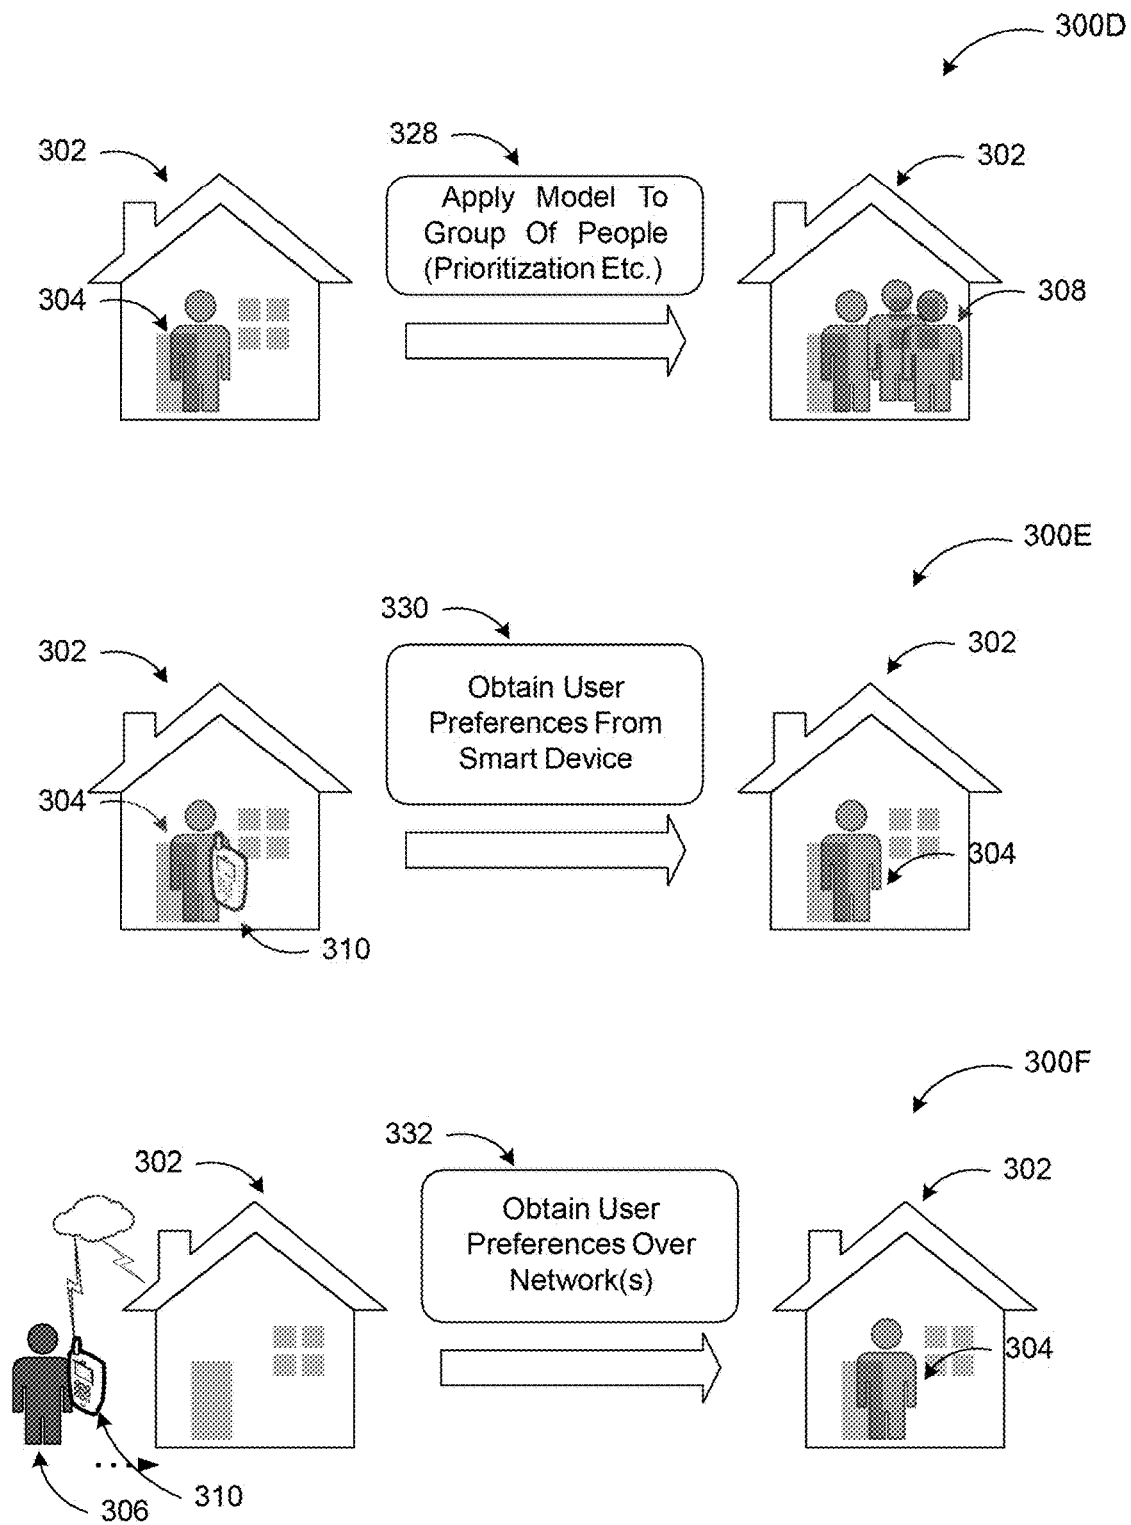 300D
302
328
302
Apply Model To
Group Of People
(Prioritization Etc.)
304
308
300E
330
302
302
Obtain User
Preferences From
Smart Device
304
304
310
300F
332
302
302
Obtain User
Preferences Over
Network(s)
304
306
310